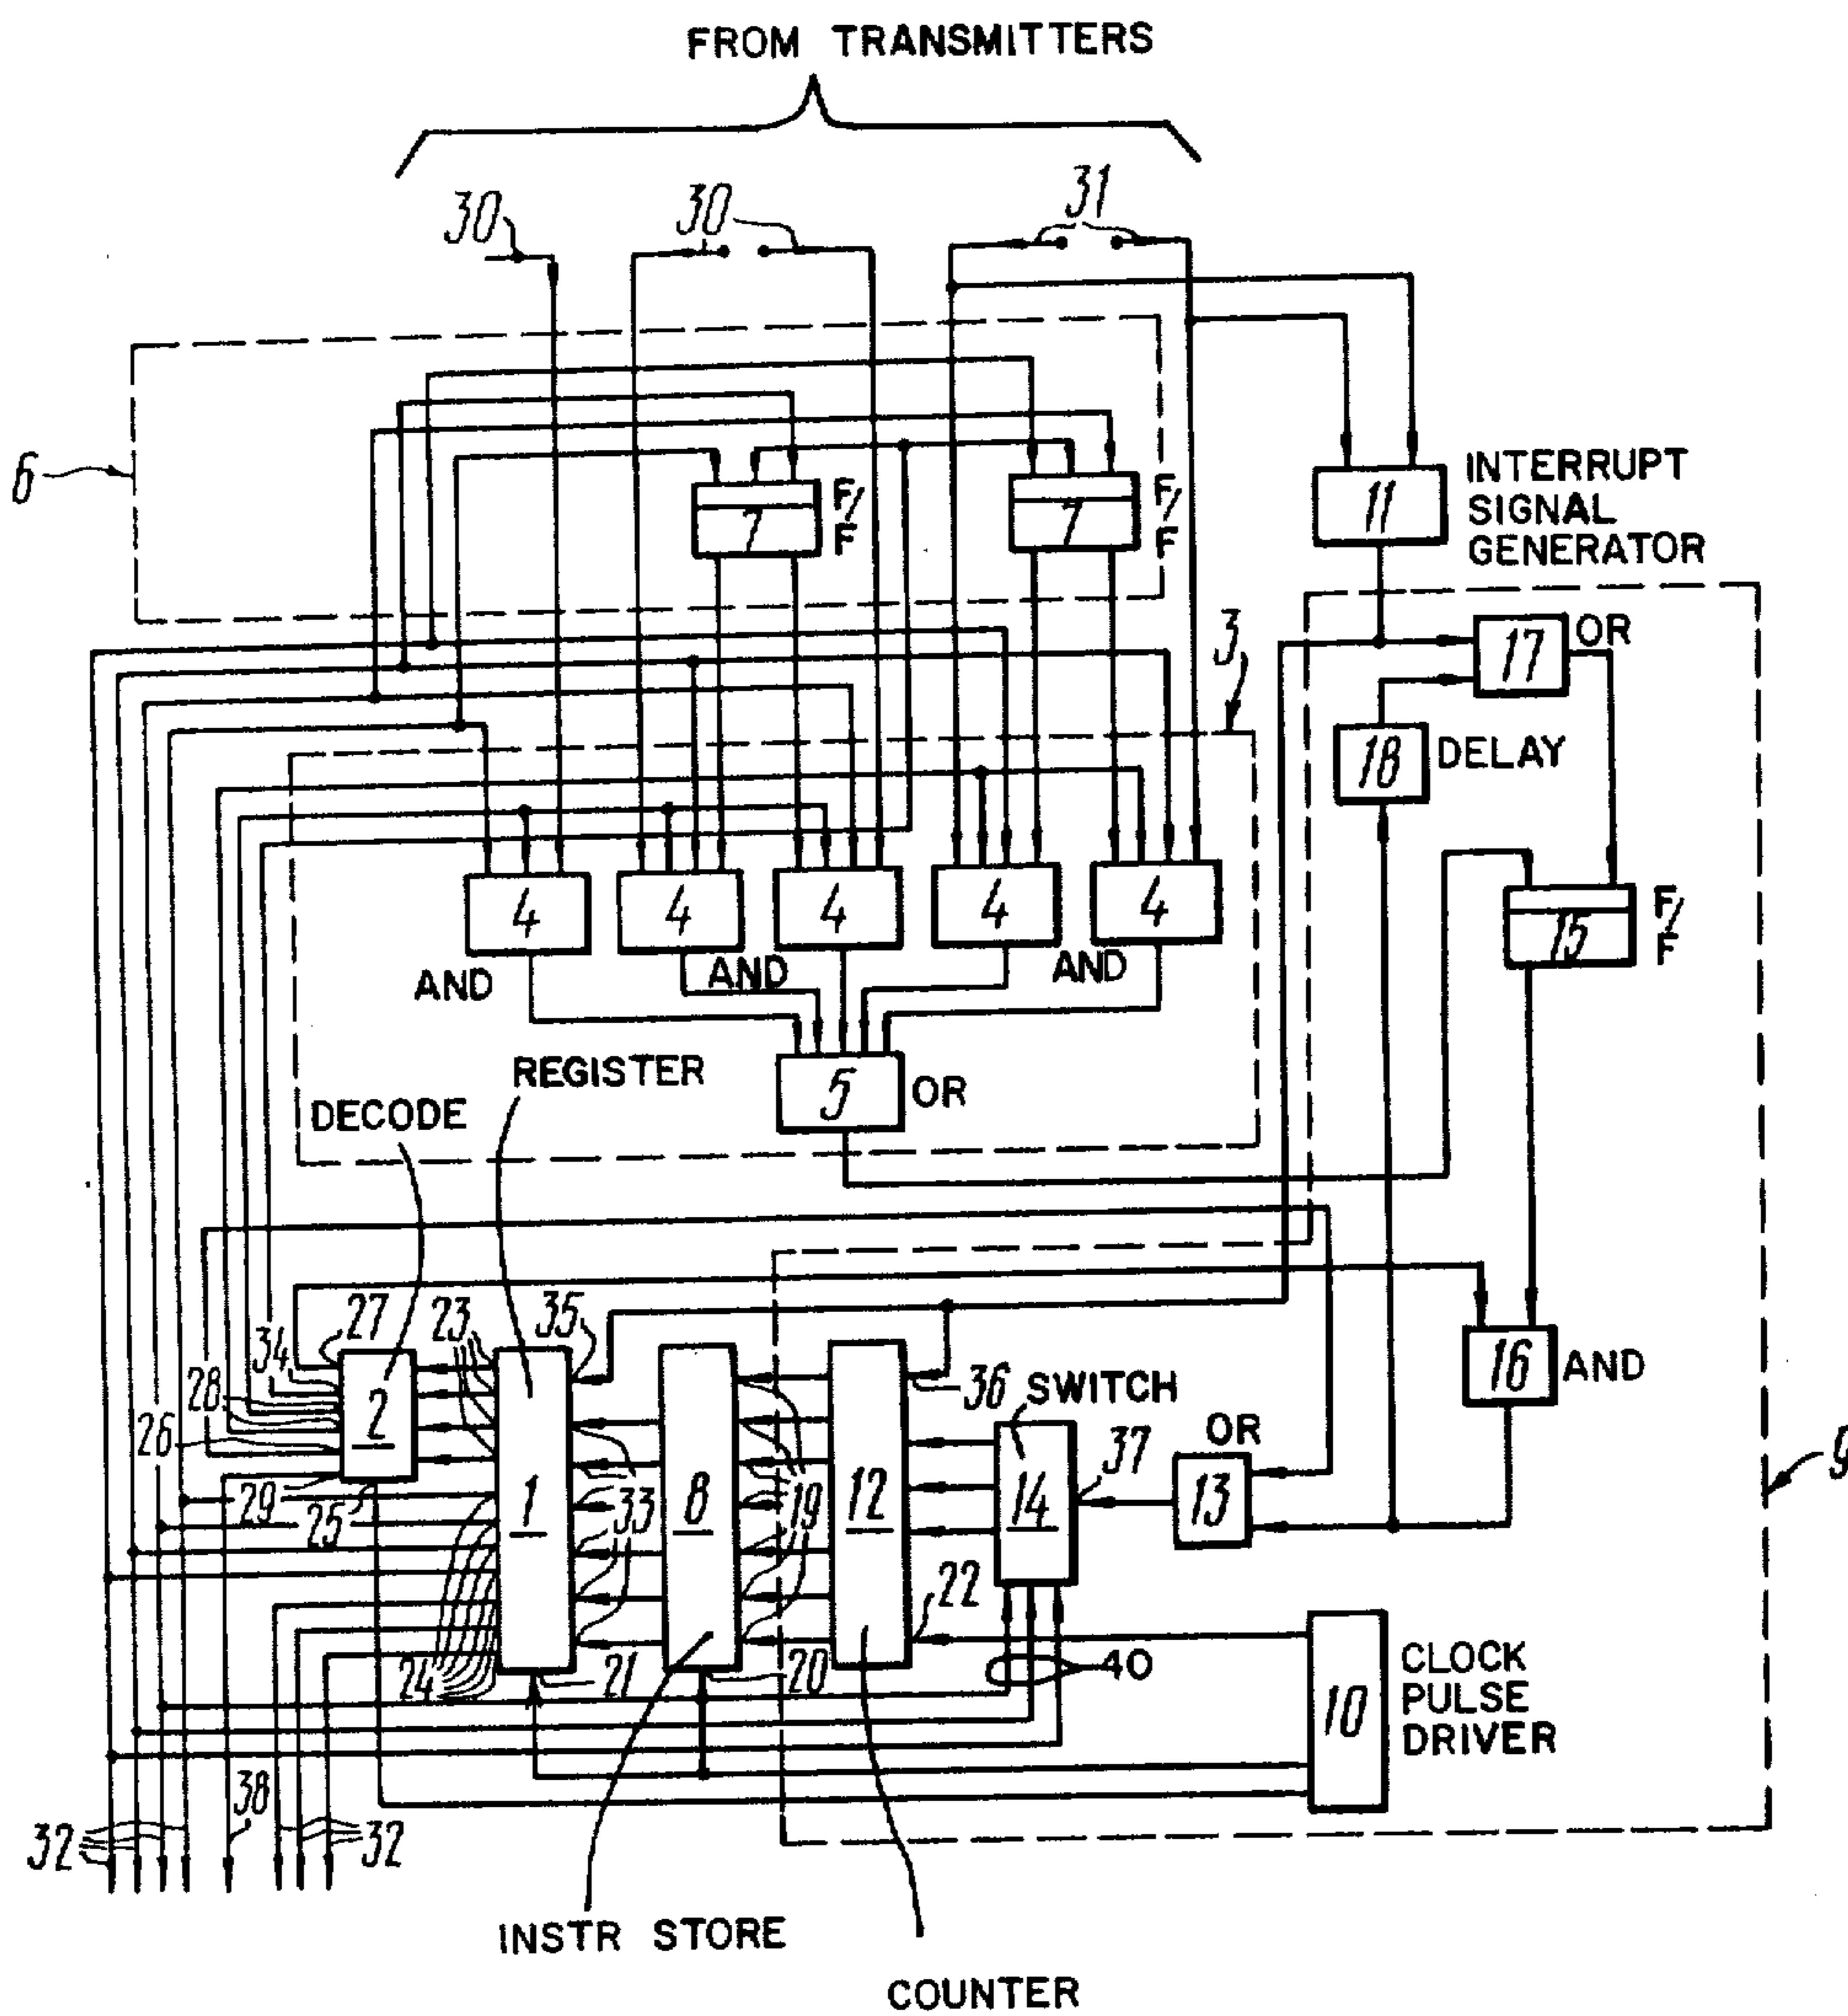 FROM TRANSMITTERS
30
30
31
6
F/F
7
F/F
7
11
INTERRUPT
SIGNAL
GENERATOR
3
17
OR
18
DELAY
4
4
4
4
4
AND
AND
AND
F/F
15
REGISTER
5
OR
DECODE
27
23
35
34
2
28
26
36
SWITCH
16
AND
OR
37
9
29
25
1
33
8
19
12
14
13
22
24
21
20
40
10
CLOCK
PULSE
DRIVER
38
32
32
INSTR STORE
COUNTER